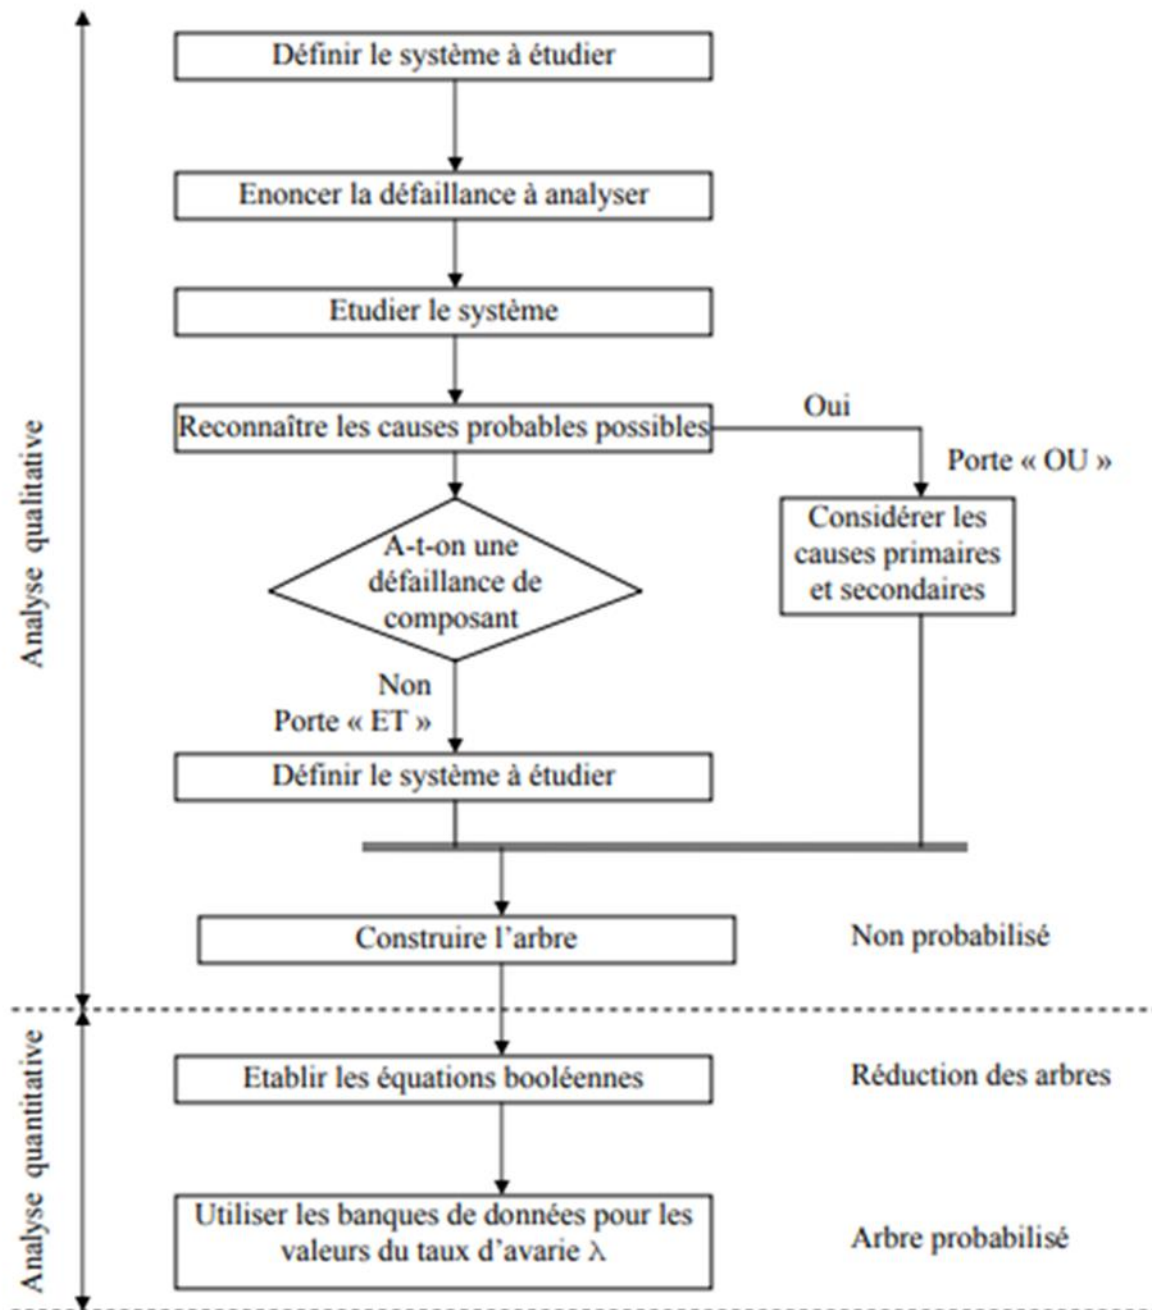 Définir le système à étudier
Enoncer la défaillance à analyser
Etudier le système
Reconnaître les causes probables possibles
Oui
Porte « OU »
Considérer les
causes primaires
et secondaires
A-t-on une
défaillance de
composant
Non
Porte « ET »
Définir le système à étudier
Construire l’arbre
Non probabilisé
Analyse qualitative
Etablir les équations booléennes
Réduction des arbres
Utiliser les banques de données pour les
valeurs du taux d’avarie λ
Arbre probabilisé
Analyse quantitative